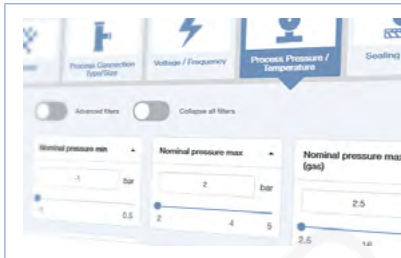 Process Connection
Type/Size
Voltage / Frequency
Process Pressure /
Temperature
Sealing
Advanced filters
Collapse all filters
Nominal pressure min
-1
bar
-1
0.5
Nominal pressure max
2
bar
2
4
5
Nominal pressure max
(gas)
2.5
2.5
16